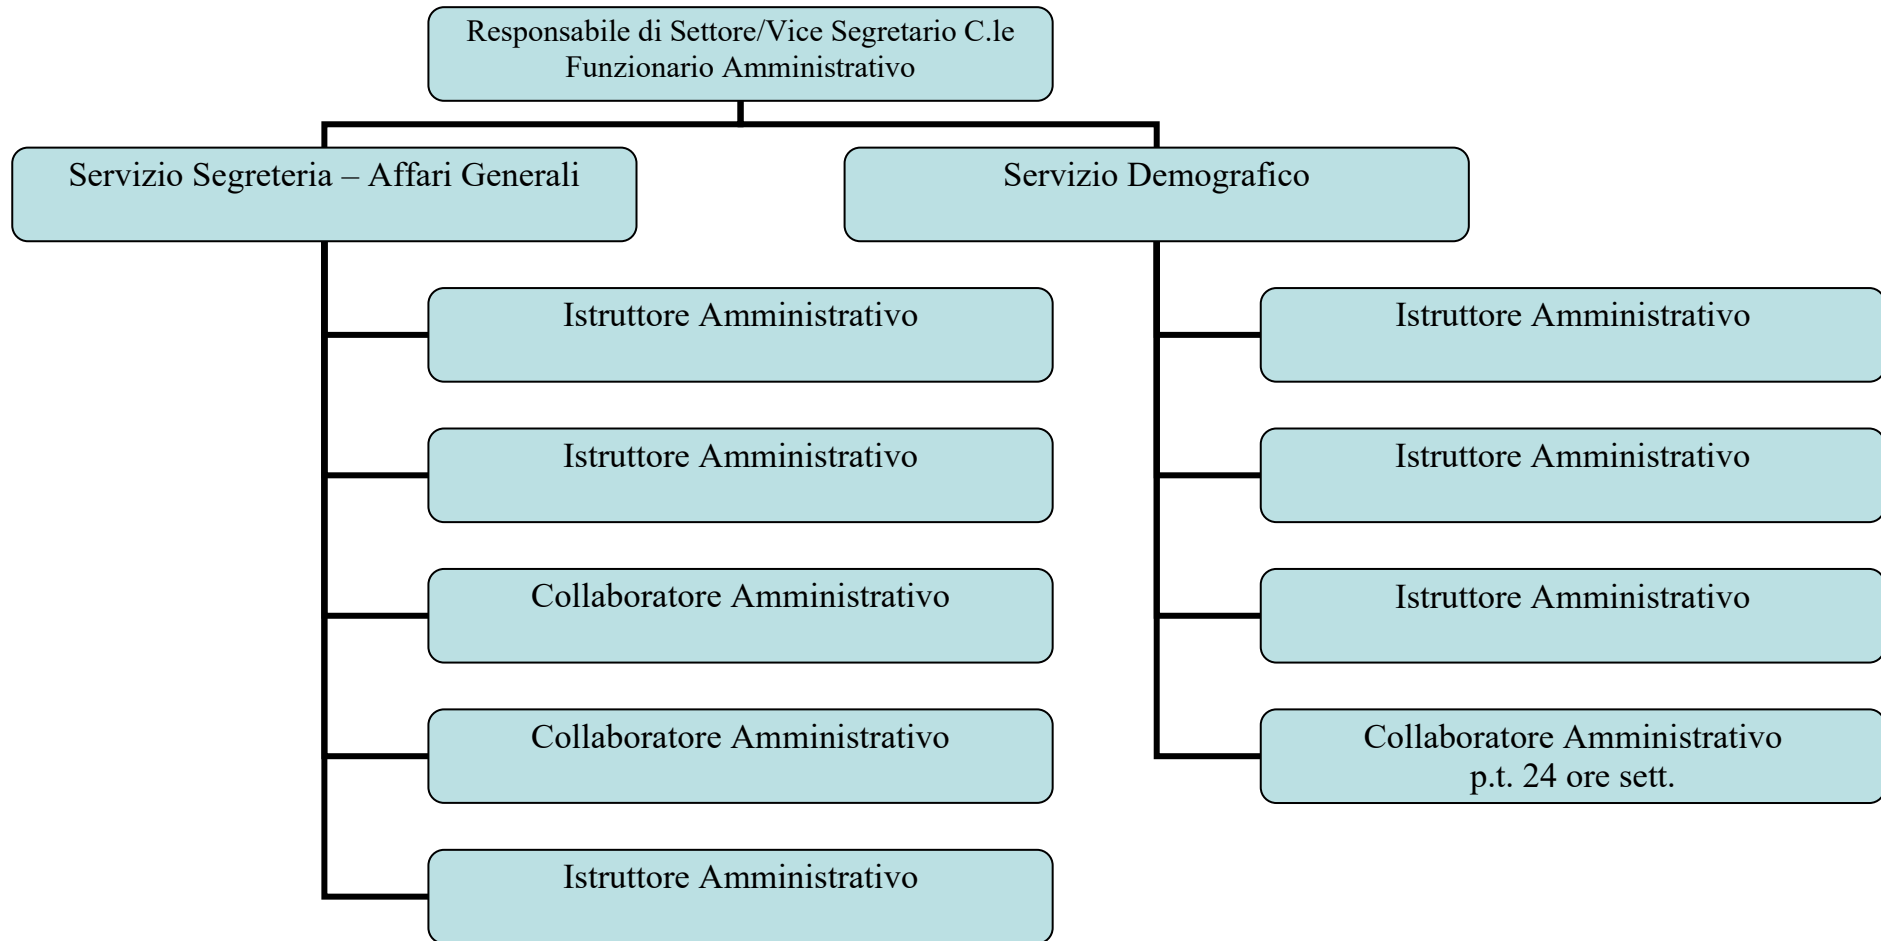 Responsabile di Settore/Vice Segretario C.le
Funzionario Amministrativo
Servizio Segreteria – Affari Generali
Servizio Demografico
Istruttore Amministrativo
Istruttore Amministrativo
Istruttore Amministrativo
Istruttore Amministrativo
Collaboratore Amministrativo
Istruttore Amministrativo
Collaboratore Amministrativo
Collaboratore Amministrativo
p.t. 24 ore sett.
Istruttore Amministrativo